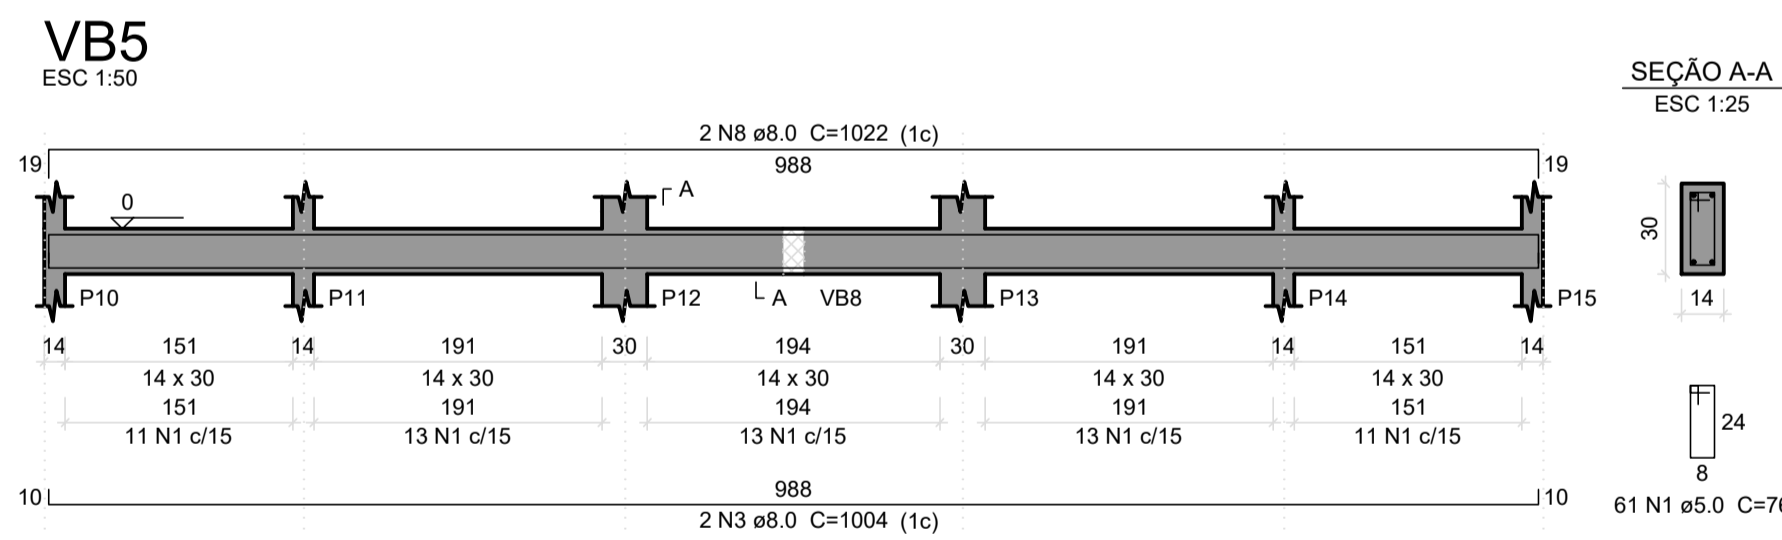 VB5
ESC 1:50
SEÇÃO A-A
ESC 1:25
2 N8 ø8.0 C=1022 (1c)
19 988 19
A
0
30
P10 P11 P12 A VB8 P13 P14 P15
14
14 151 14 191 30 194 30 191 14 151 14
14 x 30 14 x 30 14 x 30 14 x 30 14 x 30
151 191 194 191 151
11 N1 c/15 13 N1 c/15 13 N1 c/15 13 N1 c/15 11 N1 c/15
24
8
10 988 10
2 N3 ø8.0 C=1004 (1c)
61 N1 ø5.0 C=76